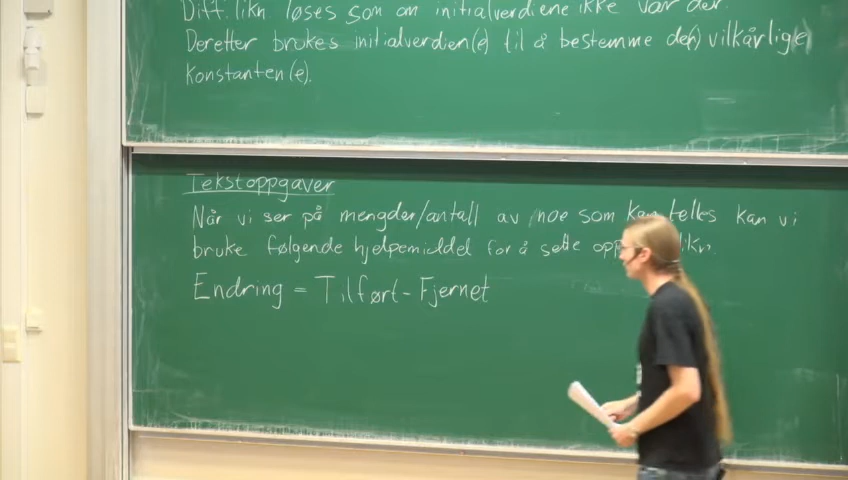 Diff.likn. løses som om initialverdiene ikke var der.
Deretter brukes initialverdien(e) til å bestemme de(n) vilkårlig(e)
konstanten(e).
Tekstoppgaver
Når vi ser på mengder/antall av noe som kan telles kan vi
bruke følgende hjelpemiddel for å sette opp likn.
Endring = Tilført - Fjernet